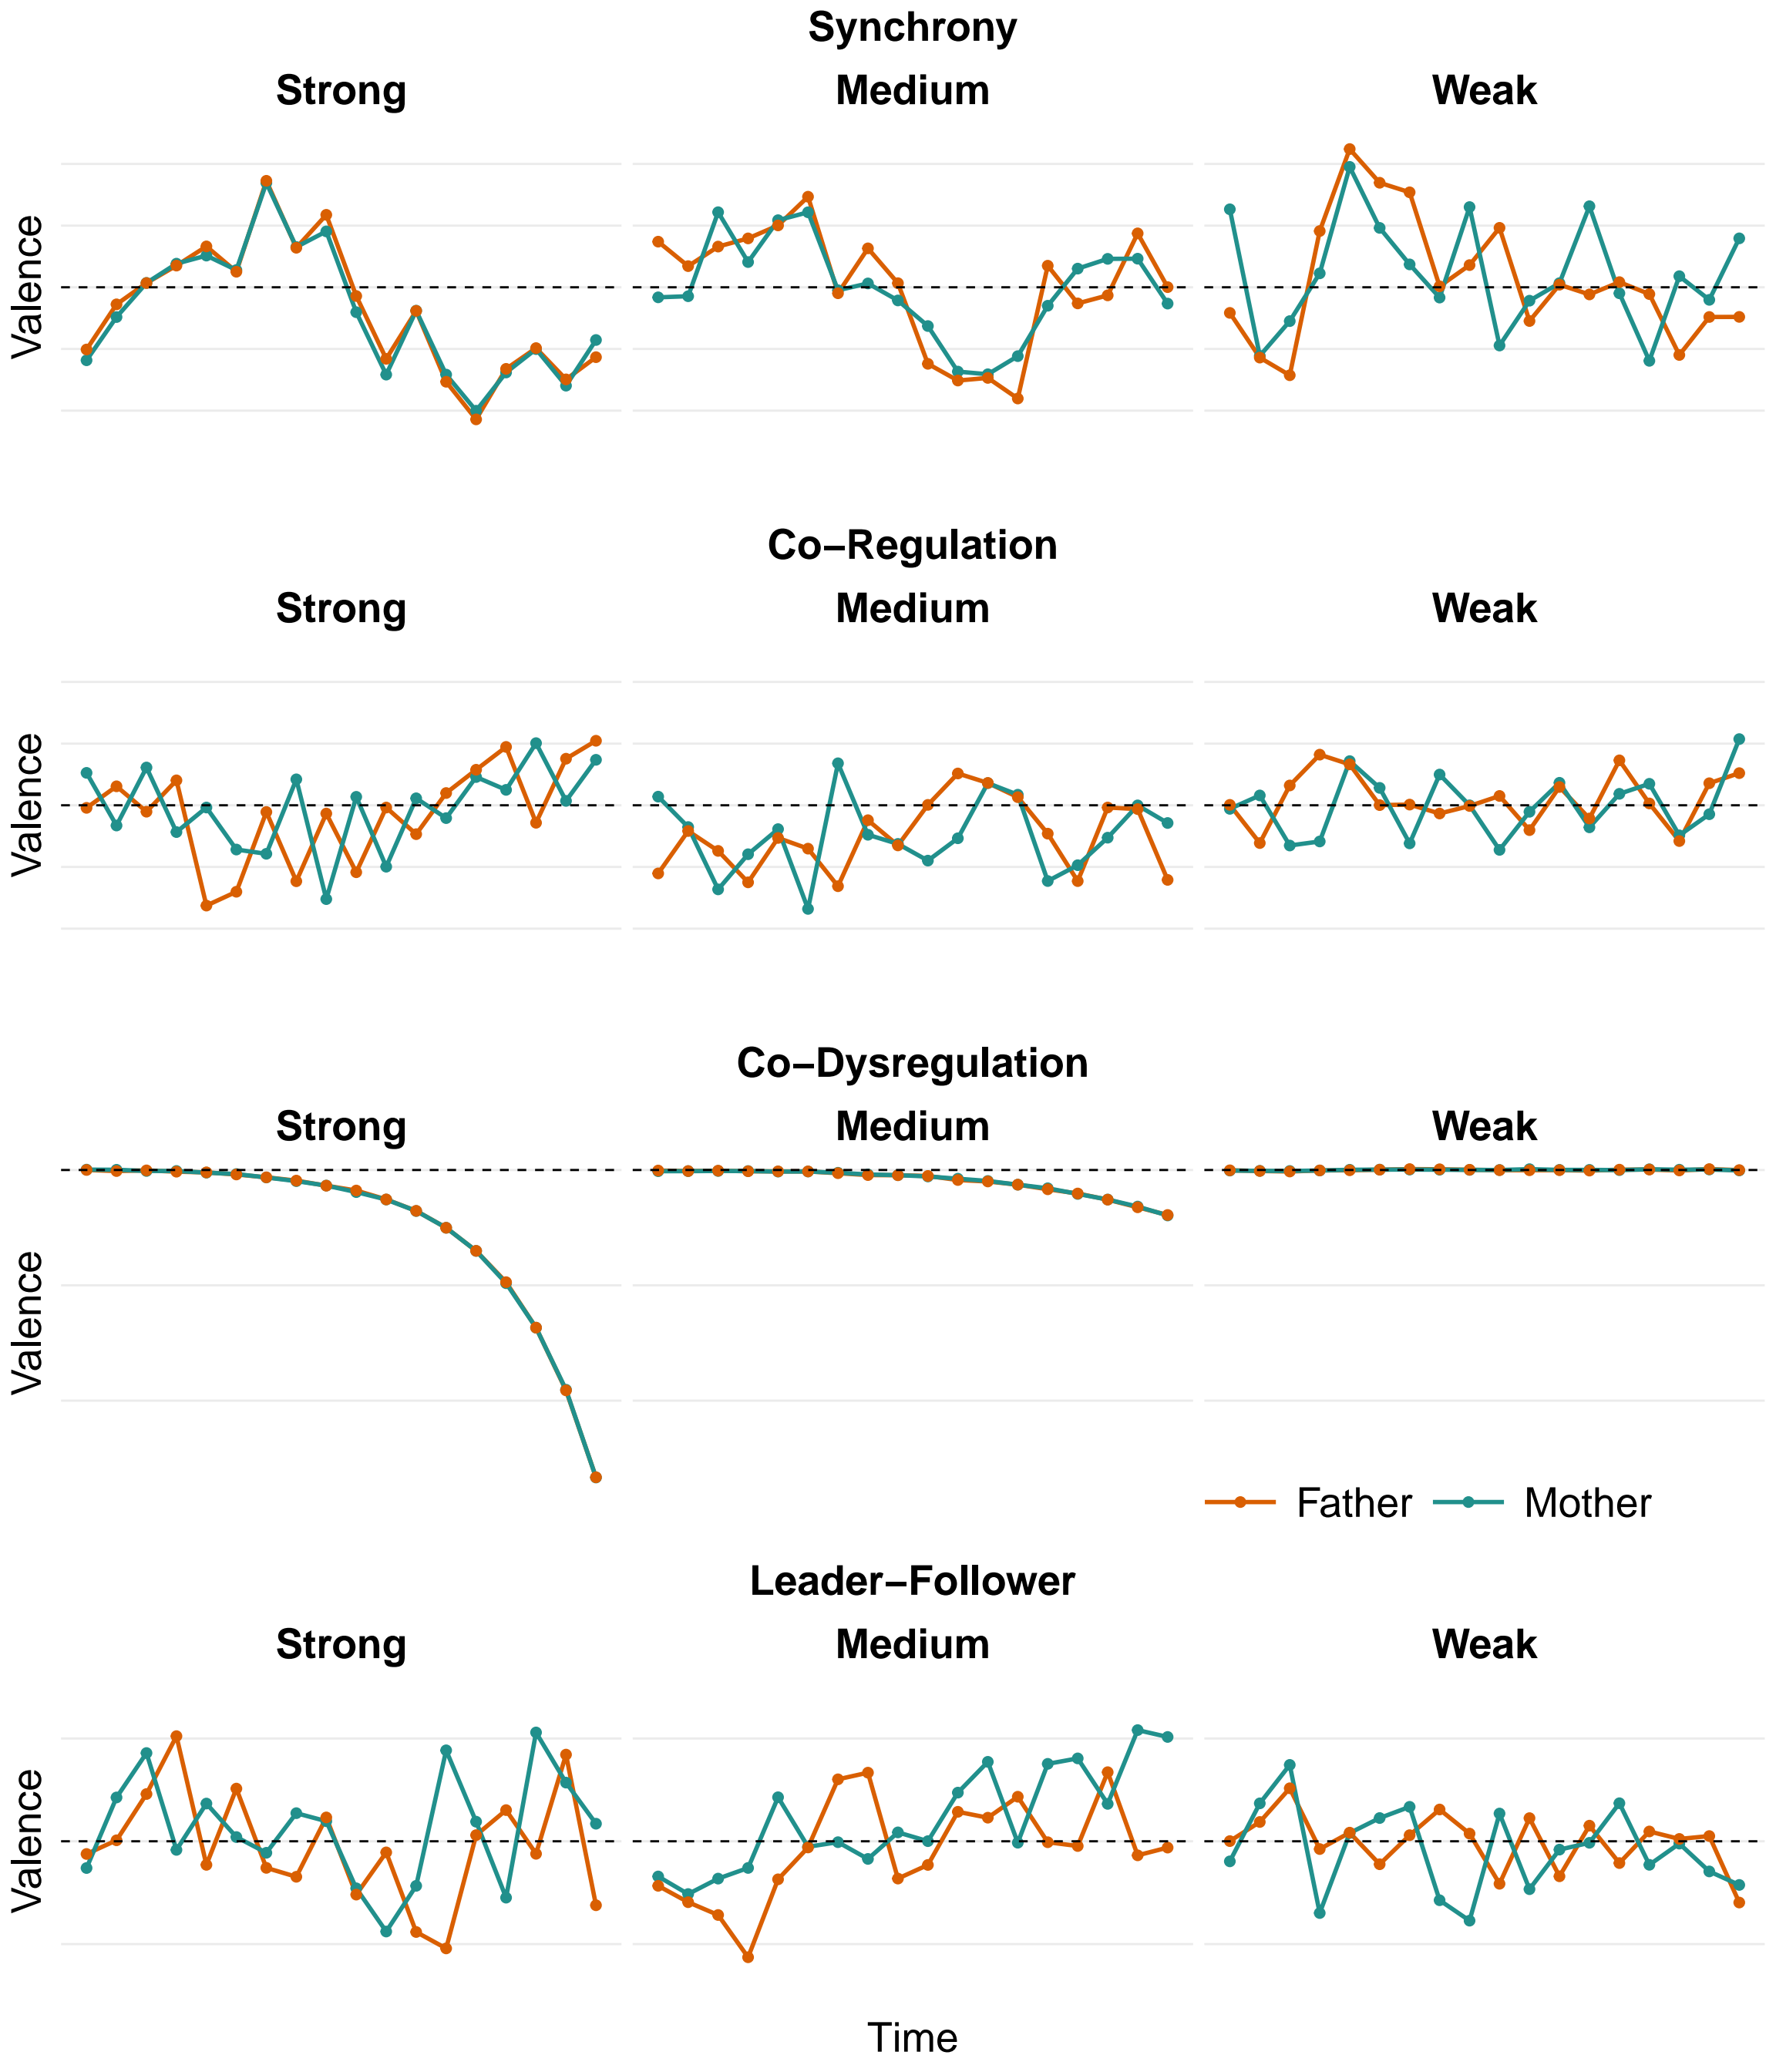 Synchrony
Strong
Medium
Weak
Valence
Co–Regulation
Strong
Medium
Weak
Valence
Co–Dysregulation
Strong
Medium
Weak
Valence
Father
Mother
Leader–Follower
Strong
Medium
Weak
Valence
Time